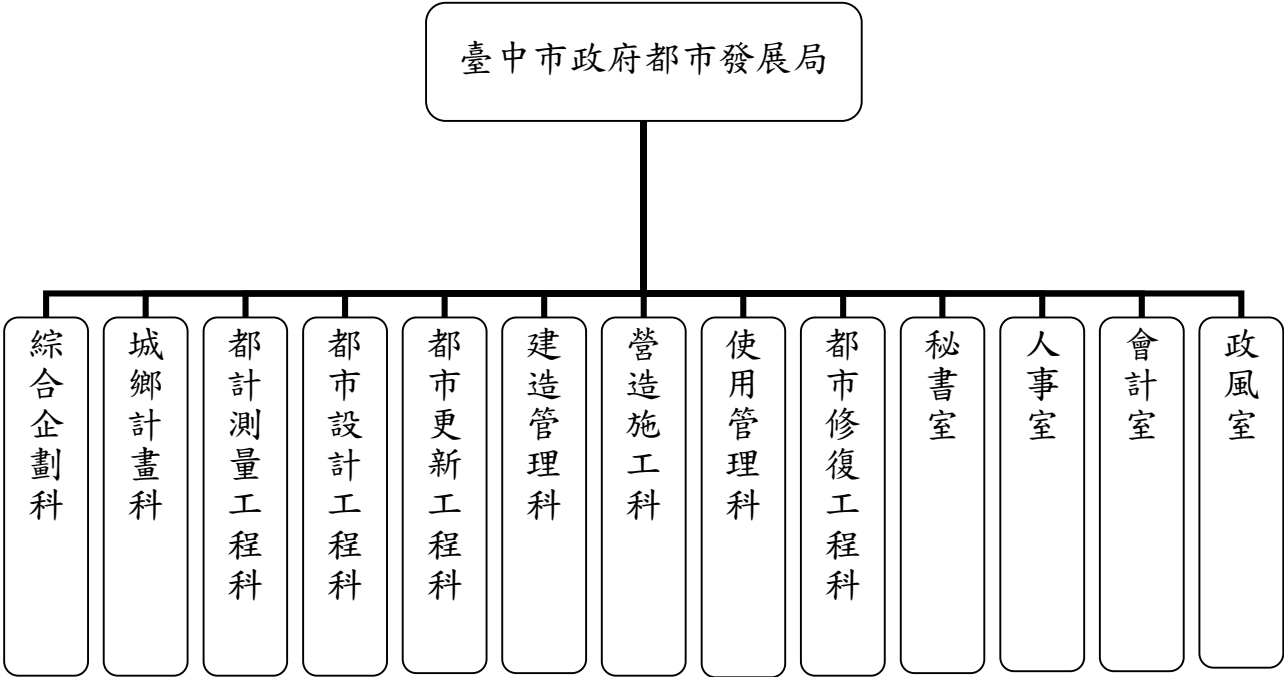 臺中市政府都市發展局
綜合企劃科
城鄉計畫科
都計測量工程科
都市設計工程科
都市更新工程科
建造管理科
營造施工科
使用管理科
都市修復工程科
秘書室
人事室
會計室
政風室